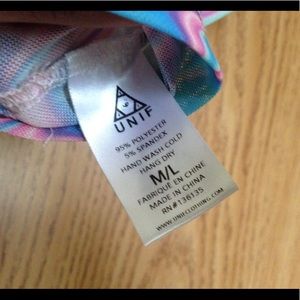 UNIF
95% POLYESTER
5% SPANDEX
HAND WASH COLD
HANG DRY
M/L
FABRIQUÉ EN CHINE
MADE IN CHINA
RN#136135
WWW.UNIFCLOTHING.COM